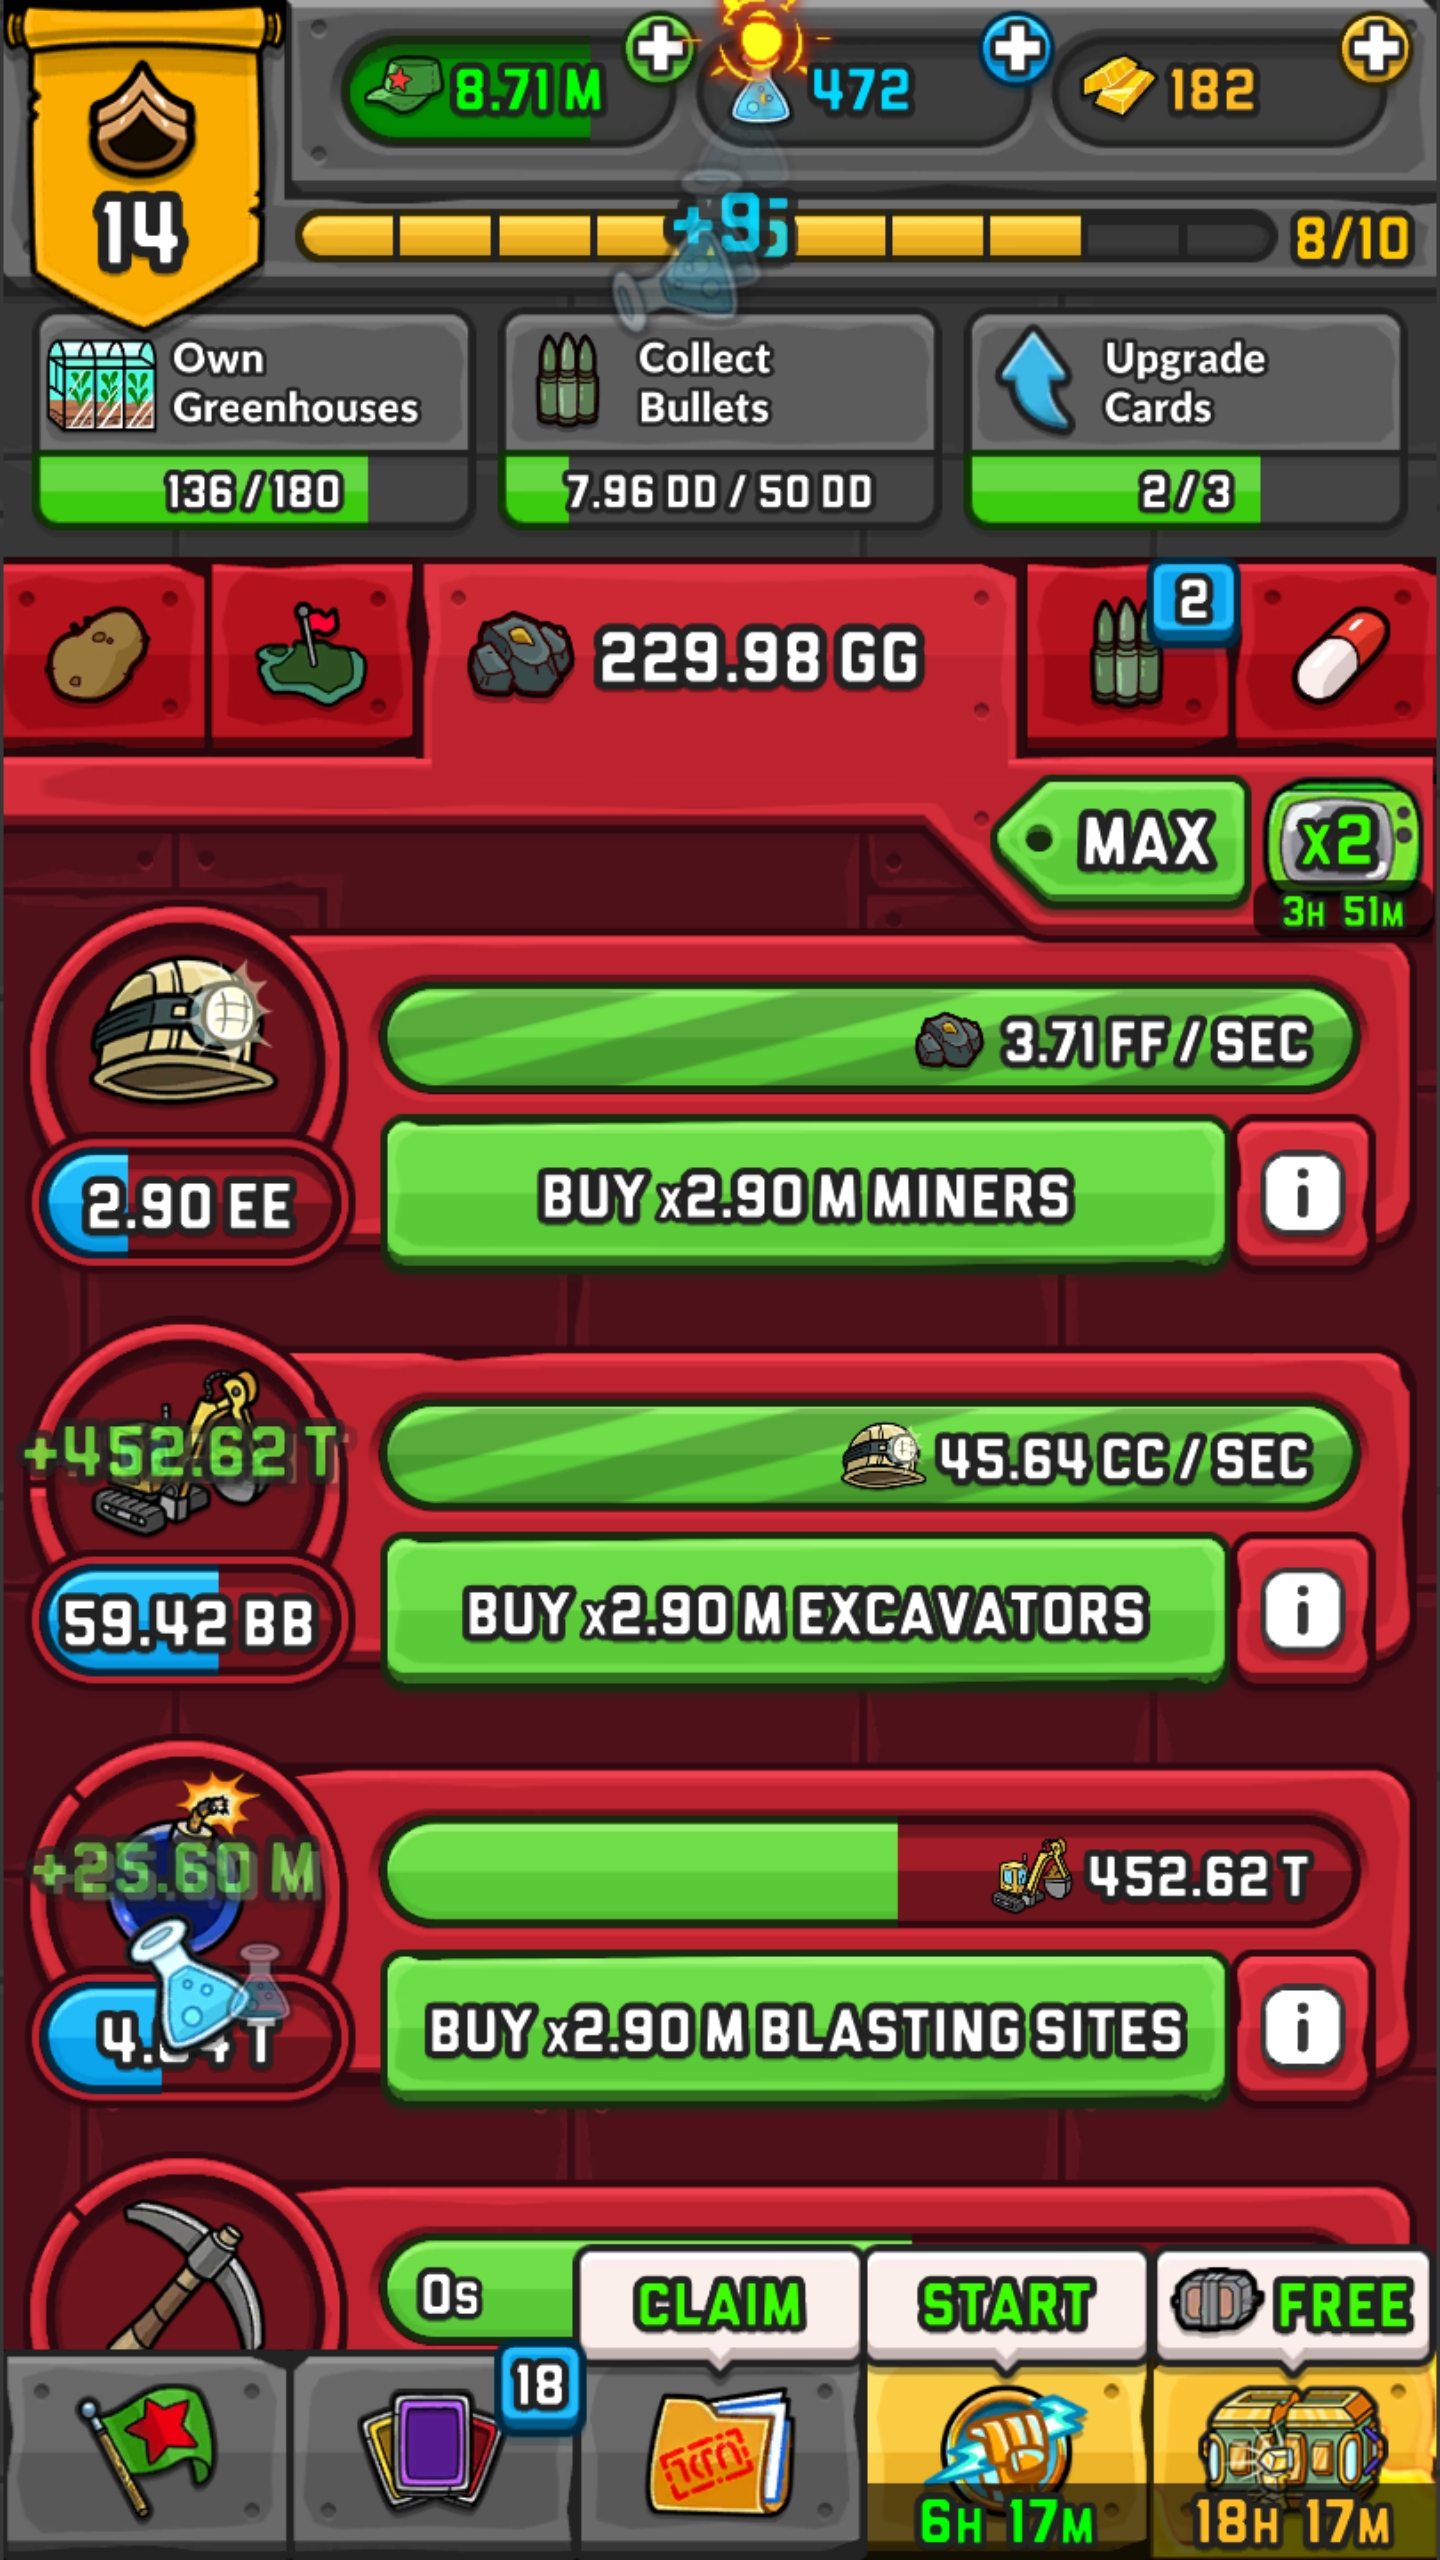 14
8.71 M
472
182
+95
8/10
Own
Greenhouses
136 / 180
Collect
Bullets
7.96 DD / 50 DD
Upgrade
Cards
2 / 3
229.98 GG
2
MAX
x2
3H 51M
3.71 FF / SEC
2.90 EE
BUY x2.90 M MINERS
i
+452.62 T
45.64 CC / SEC
59.42 BB
BUY x2.90 M EXCAVATORS
i
+25.60 M
452.62 T
BUY x2.90 M BLASTING SITES
i
0s
CLAIM
START
FREE
18
6H 17M
18H 17M